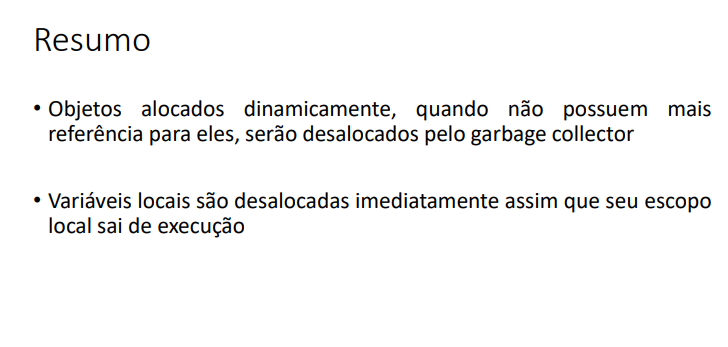 Resumo
• Objetos alocados dinamicamente, quando não possuem mais
referência para eles, serão desalocados pelo garbage collector
• Variáveis locais são desalocadas imediatamente assim que seu escopo
local sai de execução